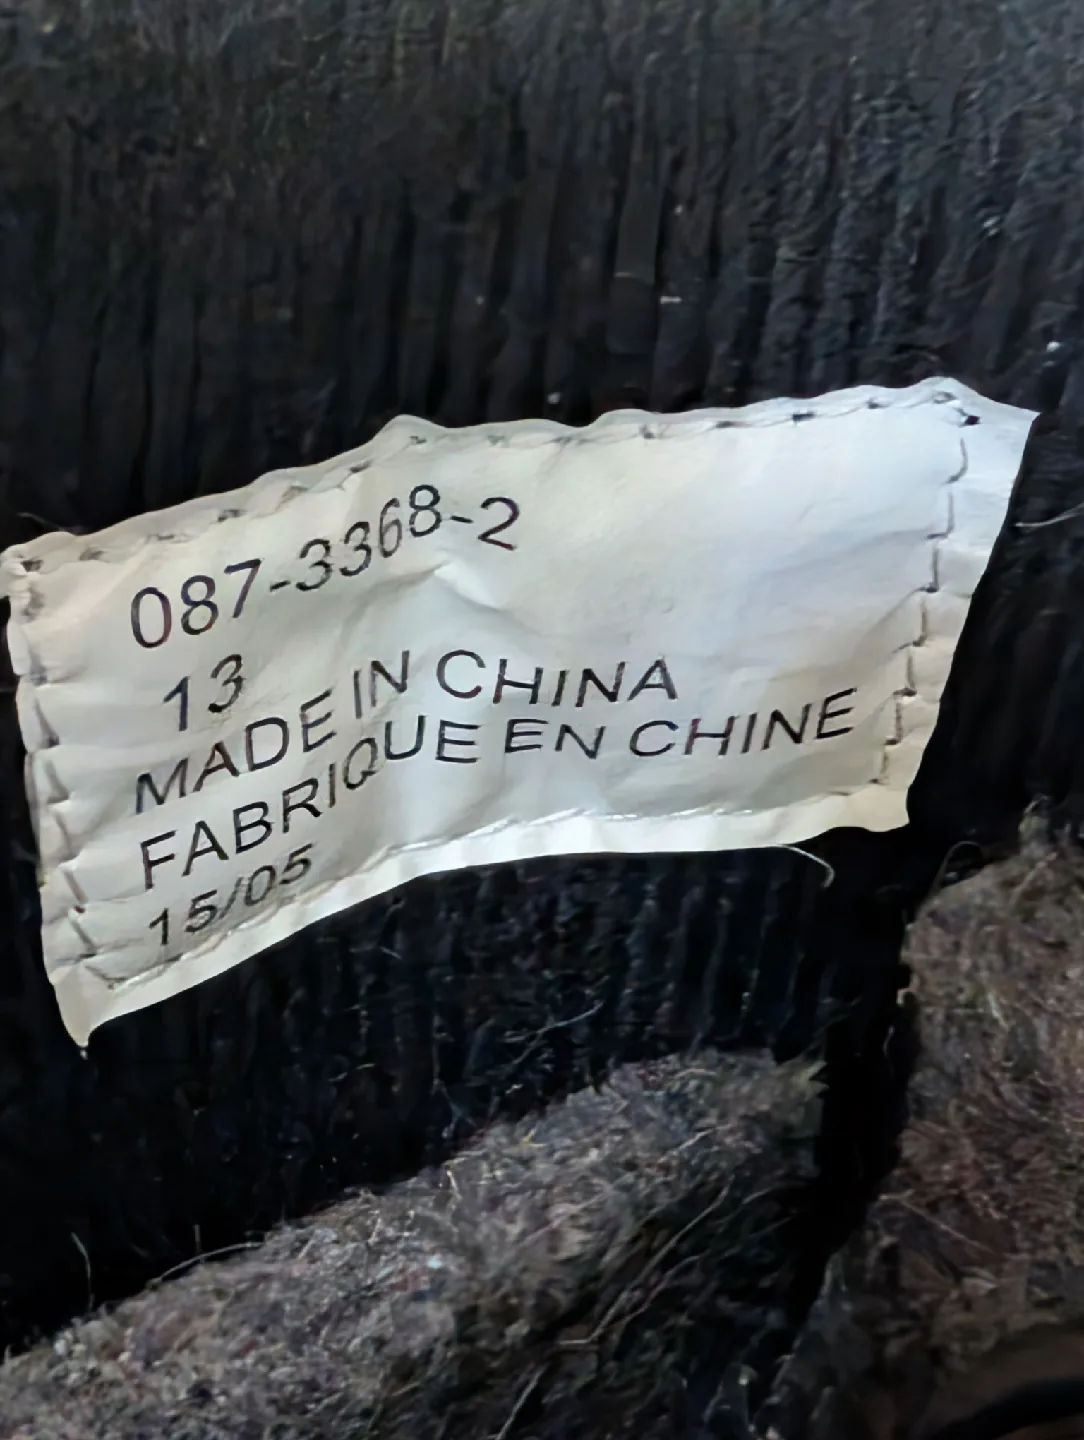 087-3368-2
13
MADE IN CHINA
FABRIQUE EN CHINE
15/05